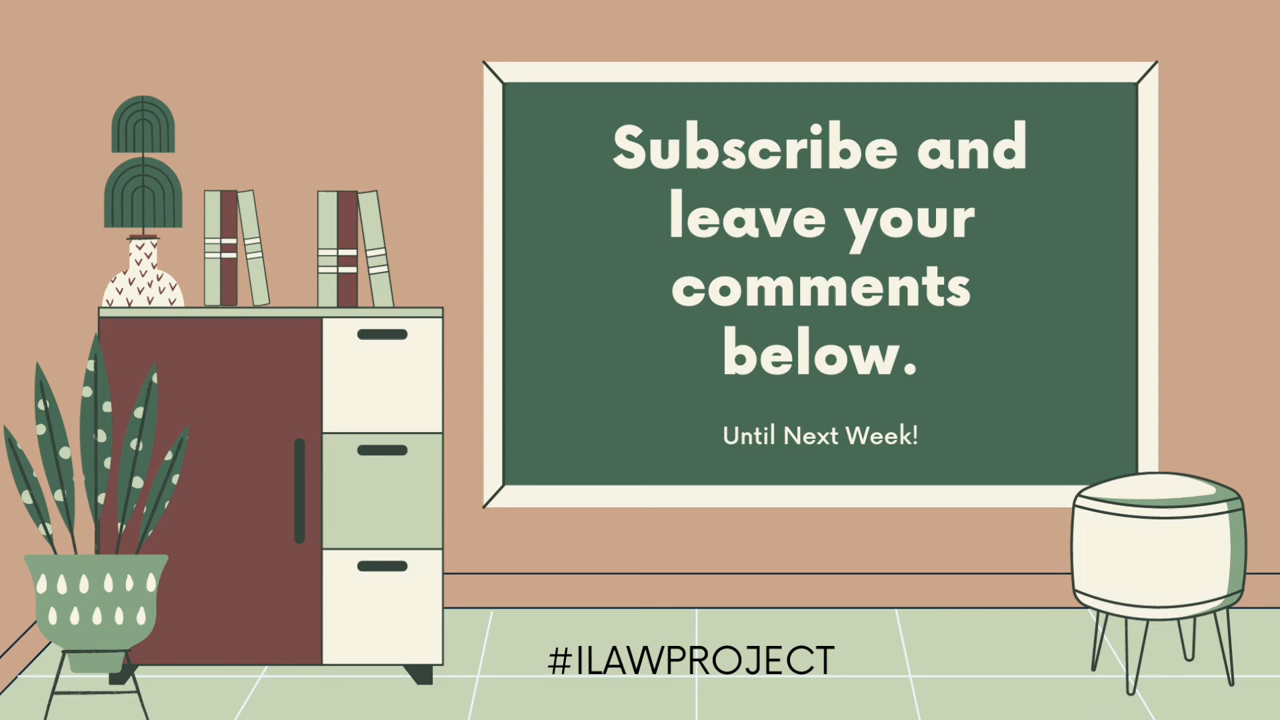 Subscribe and
leave your
comments
below.
Until Next Week!
#ILAWPROJECT